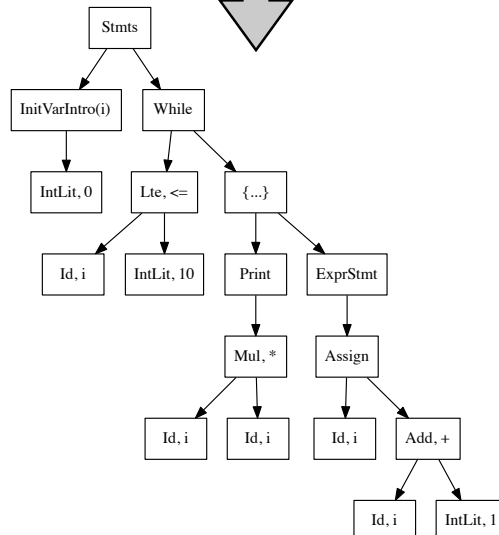 Stmts
InitVarIntro(i)
While
IntLit, 0
Lte, <=
{...}
Id, i
IntLit, 10
Print
ExprStmt
Mul, *
Assign
Id, i
Id, i
Id, i
Add, +
Id, i
IntLit, 1